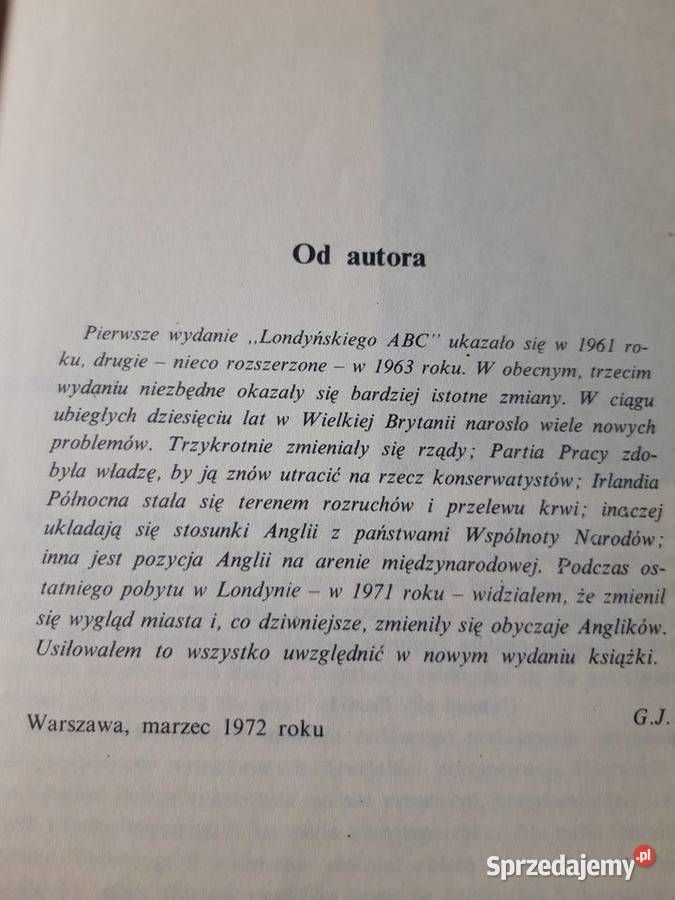 Od autora
Pierwsze wydanie ,,Londyńskiego ABC" ukazało się w 1961 ro-
ku, drugie – nieco rozszerzone – w 1963 roku. W obecnym, trzecim
wydaniu niezbędne okazały się bardziej istotne zmiany. W ciągu
ubiegłych dziesięciu lat w Wielkiej Brytanii narosło wiele nowych
problemów. Trzykrotnie zmieniały się rządy; Partia Pracy zdo-
była władzę, by ją znów utracić na rzecz konserwatystów; Irlandia
Północna stała się terenem rozruchów i przelewu krwi; inaczej
układają się stosunki Anglii z państwami Wspólnoty Narodów;
inna jest pozycja Anglii na arenie międzynarodowej. Podczas os-
tatniego pobytu w Londynie – w 1971 roku – widziałem, że zmienił
się wygląd miasta i, co dziwniejsze, zmieniły się obyczaje Anglików.
Usiłowałem to wszystko uwzględnić w nowym wydaniu książki.
G.J.
Warszawa, marzec 1972 roku
Sprzedajemy.pl